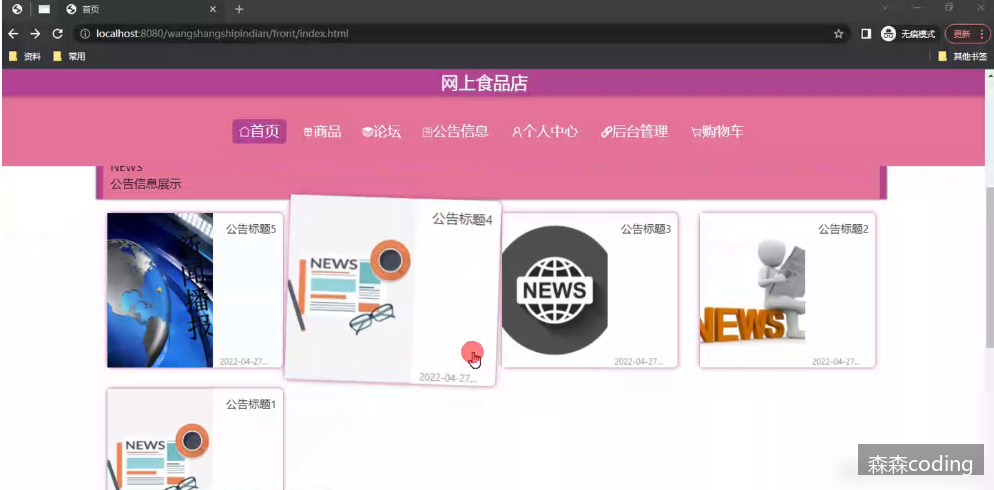 首页
localhost:8080/wangshangshipindian/front/index.html
无痕模式
更新
资料
常用
其他书签
网上食品店
首页
商品
论坛
公告信息
个人中心
后台管理
购物车
NEWS
公告信息展示
公告标题5
新闻播报
2022-04-27...
公告标题4
NEWS
2022-04-27...
公告标题3
NEWS
2022-04-27...
公告标题2
NEWS
2022-04-27...
公告标题1
NEWS
森森coding